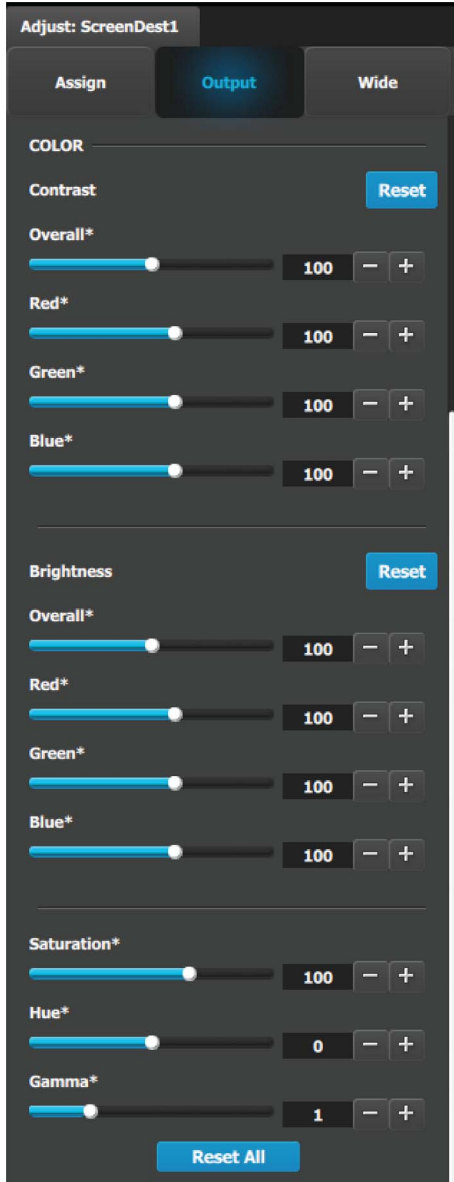 Adjust: ScreenDest1
Assign Output Wide
COLOR
Contrast Reset
Overall*
100 − +
Red*
100 − +
Green*
100 − +
Blue*
100 − +
Brightness Reset
Overall*
100 − +
Red*
100 − +
Green*
100 − +
Blue*
100 − +
Saturation*
100 − +
Hue*
0 − +
Gamma*
1 − +
Reset All